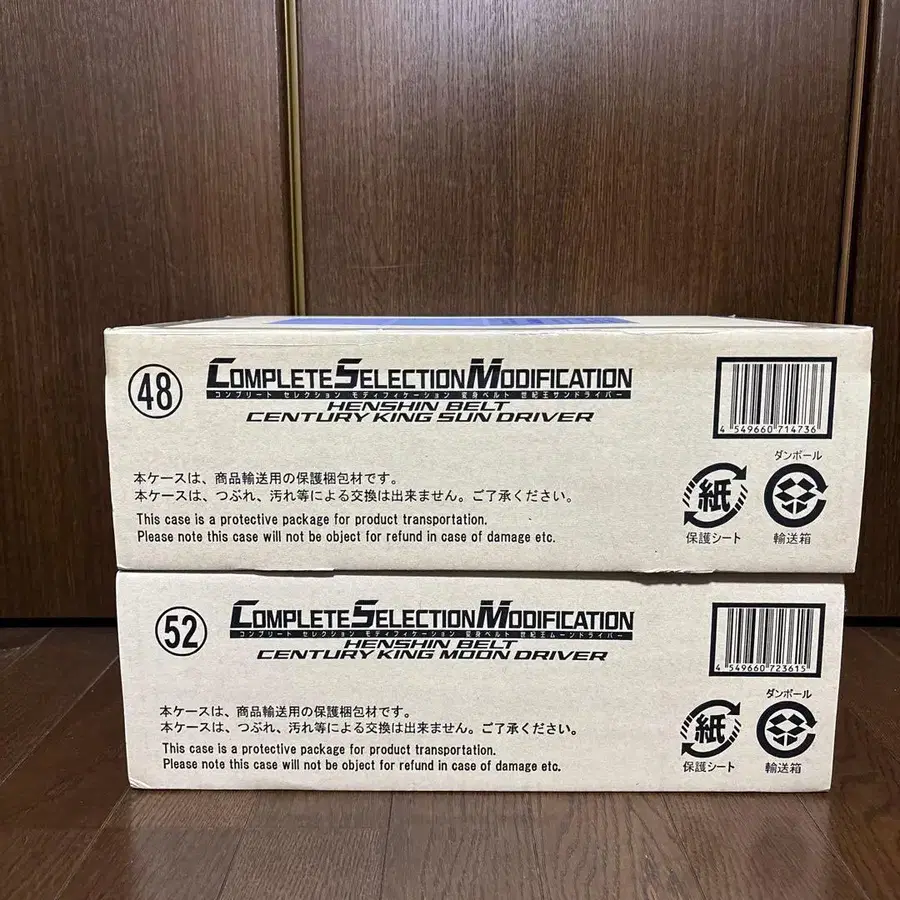 48
COMPLETE SELECTION MODIFICATION
コンプリート セレクション モディフィケーション 変身ベルト 世紀王サンドライバー
HENSHIN BELT
CENTURY KING SUN DRIVER
4 549660 714736
本ケースは、商品輸送用の保護梱包材です。
本ケースは、つぶれ、汚れ等による交換は出来ません。ご了承ください。
This case is a protective package for product transportation.
Please note this case will not be object for refund in case of damage etc.
紙
保護シート
ダンボール
輸送箱
52
COMPLETE SELECTION MODIFICATION
コンプリート セレクション モディフィケーション 変身ベルト 世紀王ムーンドライバー
HENSHIN BELT
CENTURY KING MOON DRIVER
4 549660 723615
本ケースは、商品輸送用の保護梱包材です。
本ケースは、つぶれ、汚れ等による交換は出来ません。ご了承ください。
This case is a protective package for product transportation.
Please note this case will not be object for refund in case of damage etc.
紙
保護シート
ダンボール
輸送箱